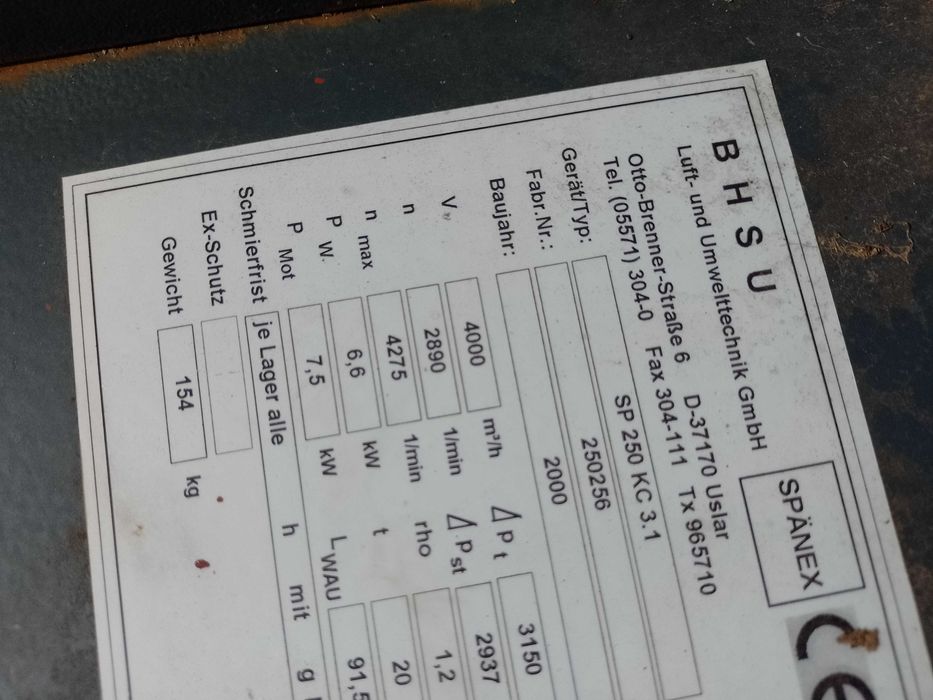 B H S U SPÄNEX CE
Luft- und Umwelttechnik GmbH
Otto-Brenner-Straße 6 D-37170 Uslar
Tel. (05571) 304-0 Fax 304-111 Tx 965710
Gerät/Typ: SP 250 KC 3.1
Fabr.Nr.: 250256
Baujahr: 2000
V 4000 m³/h Δ p t 3150
n 2890 1/min Δ P st 2937
n max 4275 1/min rho 1,2
P W. 6,6 kW t 20
P Mot 7,5 kW L WAU 91,5
Schmierfrist je Lager alle h mit g
Ex-Schutz
Gewicht 154 kg